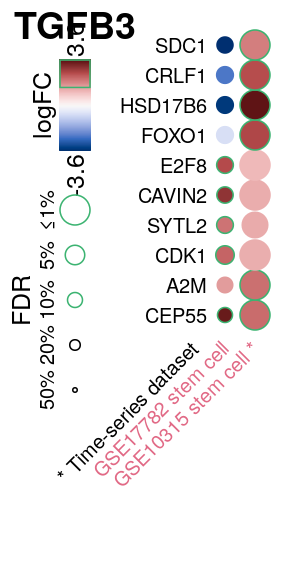 TGFB3
3.
logFC
-3.6
≤1%
5%
10%
20%
50%
FDR
SDC1
CRLF1
HSD17B6
FOXO1
E2F8
CAVIN2
SYTL2
CDK1
A2M
CEP55
* Time-series dataset
GSE17782 stem cell
GSE10315 stem cell *